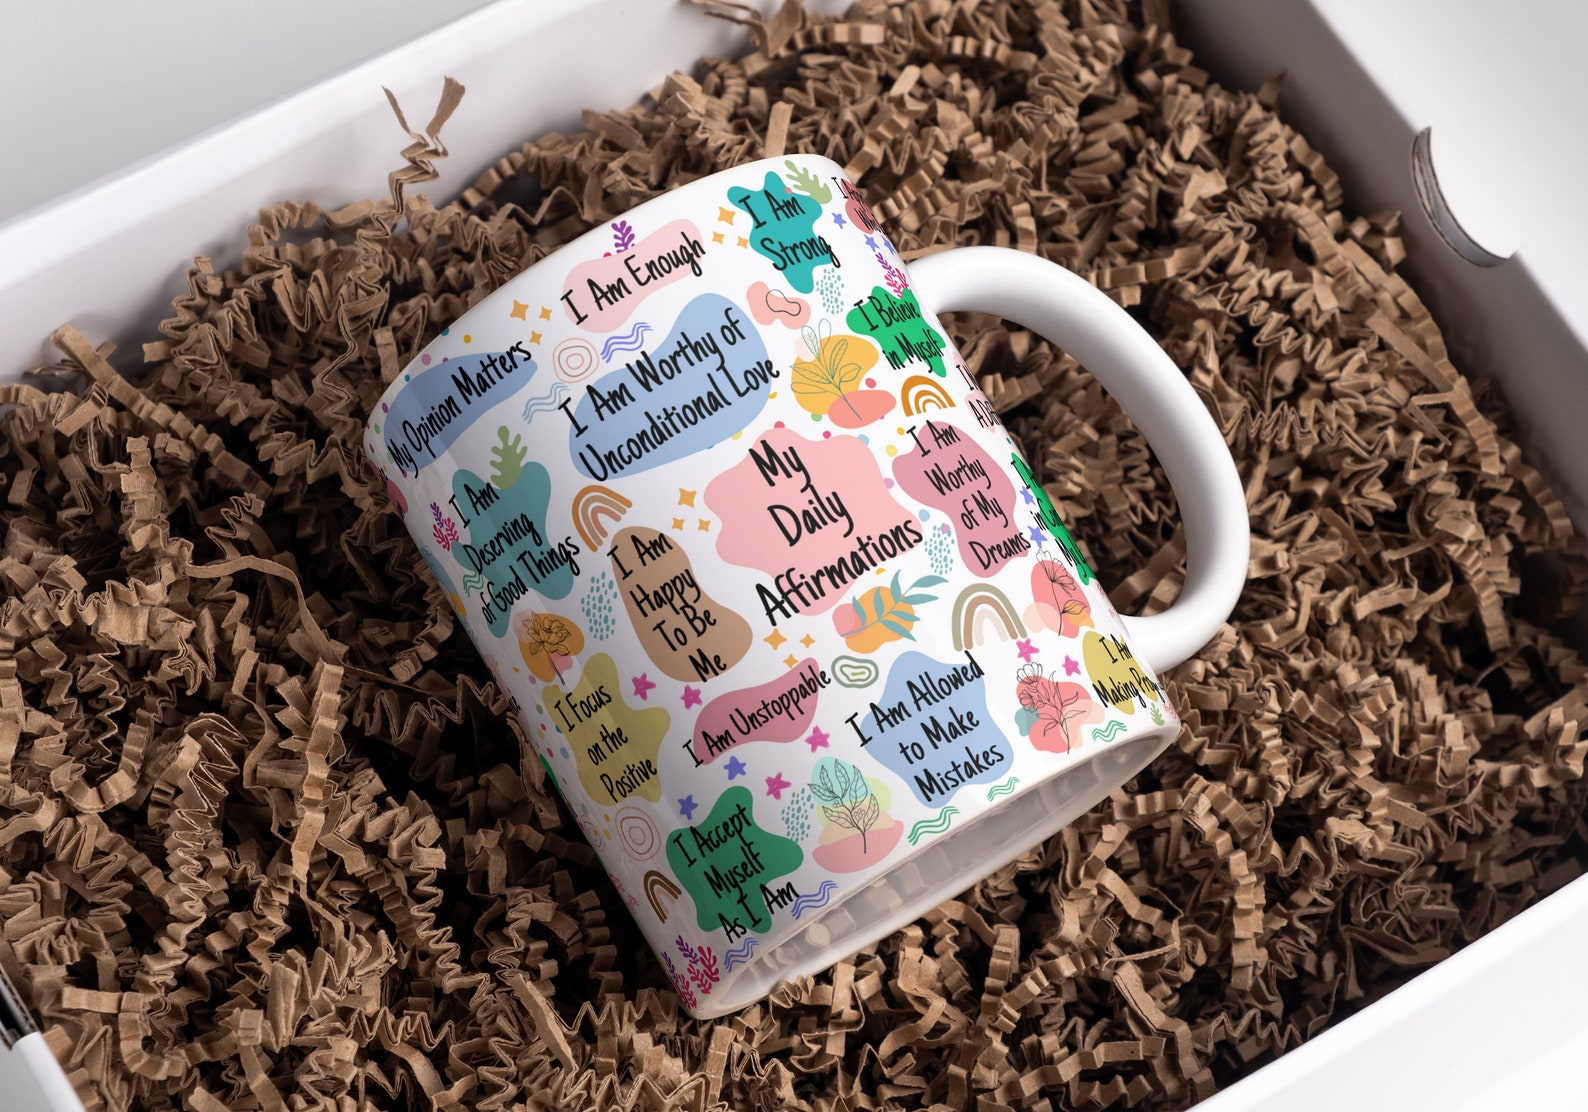 I Am
Strong
I Am Enough
I Believe
in Myself
I Am Worthy of
Unconditional Love
My Opinion Matters
My
Daily
Affirmations
I Am
Worthy
of My
Dreams
I Am
Deserving
of Good Things
I Am
Happy
To Be
Me
I Am Unstoppable
I Am Allowed
to Make
Mistakes
I Am
Making
I Focus
on the
Positive
I Accept
Myself
As I Am